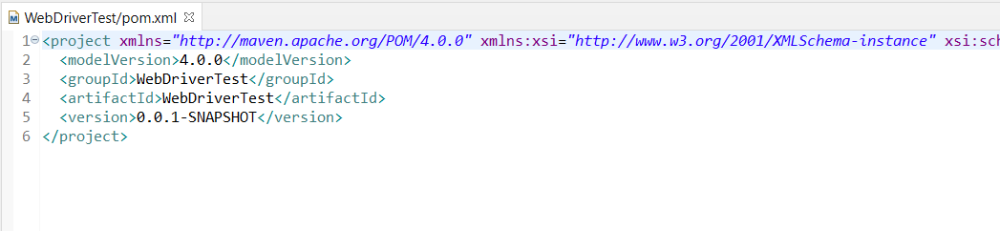 WebDriverTest/pom.xml
1 <project xmlns="http://maven.apache.org/POM/4.0.0" xmlns:xsi="http://www.w3.org/2001/XMLSchema-instance" xsi:sch
2 <modelVersion>4.0.0</modelVersion>
3 <groupId>WebDriverTest</groupId>
4 <artifactId>WebDriverTest</artifactId>
5 <version>0.0.1-SNAPSHOT</version>
6 </project>